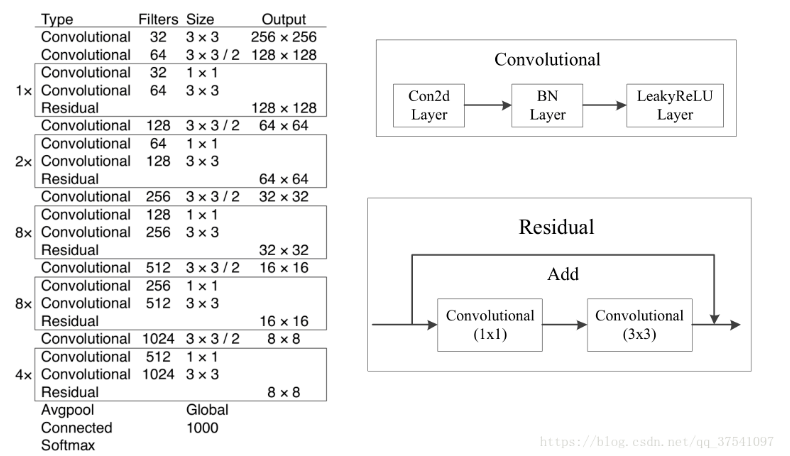 Type Filters Size Output
Convolutional 32 3 × 3 256 × 256
Convolutional 64 3 × 3 / 2 128 × 128
Convolutional 32 1 × 1
1× Convolutional 64 3 × 3
Residual 128 × 128
Convolutional 128 3 × 3 / 2 64 × 64
Convolutional 64 1 × 1
2× Convolutional 128 3 × 3
Residual 64 × 64
Convolutional 256 3 × 3 / 2 32 × 32
Convolutional 128 1 × 1
8× Convolutional 256 3 × 3
Residual 32 × 32
Convolutional 512 3 × 3 / 2 16 × 16
Convolutional 256 1 × 1
8× Convolutional 512 3 × 3
Residual 16 × 16
Convolutional 1024 3 × 3 / 2 8 × 8
Convolutional 512 1 × 1
4× Convolutional 1024 3 × 3
Residual 8 × 8
Avgpool Global
Connected 1000
Softmax
Convolutional
Con2d BN LeakyReLU
Layer Layer Layer
Residual
Add
Convolutional Convolutional
(1x1) (3x3)
https://blog.csdn.net/qq_37541097